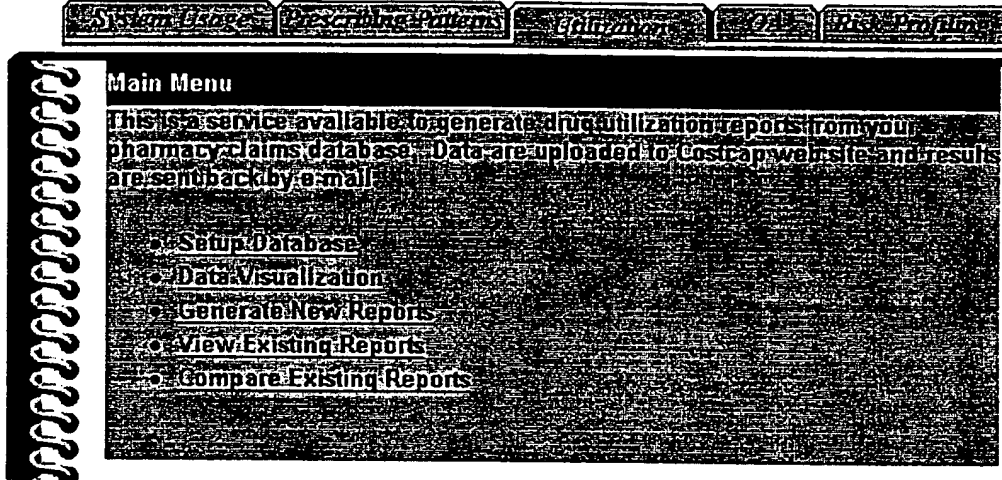 System Usage Prescribing Patterns Utilization Risk Profiling
Main Menu
This is a service available to generate drug utilization reports from your
pharmacy claims database. Data are uploaded to Costcap web site and results
are sent back by e-mail
• Setup Database
• Data Visualization
• Generate New Reports
• View Existing Reports
• Compare Existing Reports